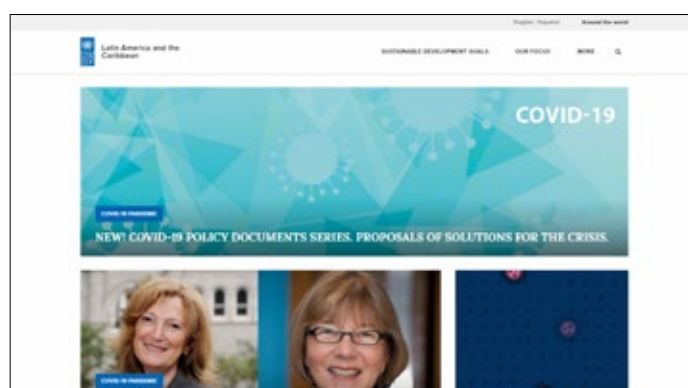 English Español Around the world
Latin America and the
Caribbean
SUSTAINABLE DEVELOPMENT GOALS OUR FOCUS MORE
COVID-19
COVID-19 PANDEMIC
NEW! COVID-19 POLICY DOCUMENTS SERIES. PROPOSALS OF SOLUTIONS FOR THE CRISIS.
COVID-19 PANDEMIC